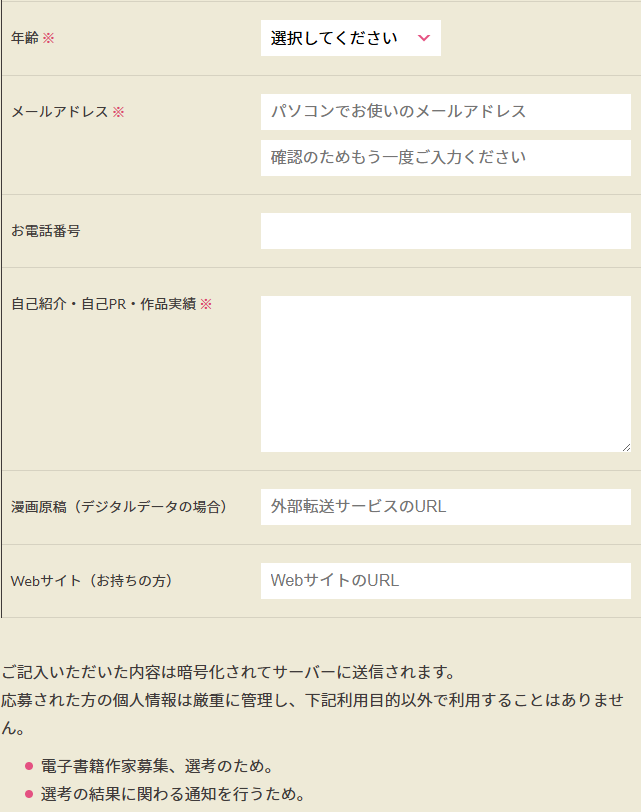 年齢 ※
選択してください
メールアドレス ※
パソコンでお使いのメールアドレス
確認のためもう一度ご入力ください
お電話番号
自己紹介・自己PR・作品実績 ※
漫画原稿（デジタルデータの場合）
外部転送サービスのURL
Webサイト（お持ちの方）
WebサイトのURL
ご記入いただいた内容は暗号化されてサーバーに送信されます。
応募された方の個人情報は厳重に管理し、下記利用目的以外で利用することはありませ
ん。
電子書籍作家募集、選考のため。
選考の結果に関わる通知を行うため。